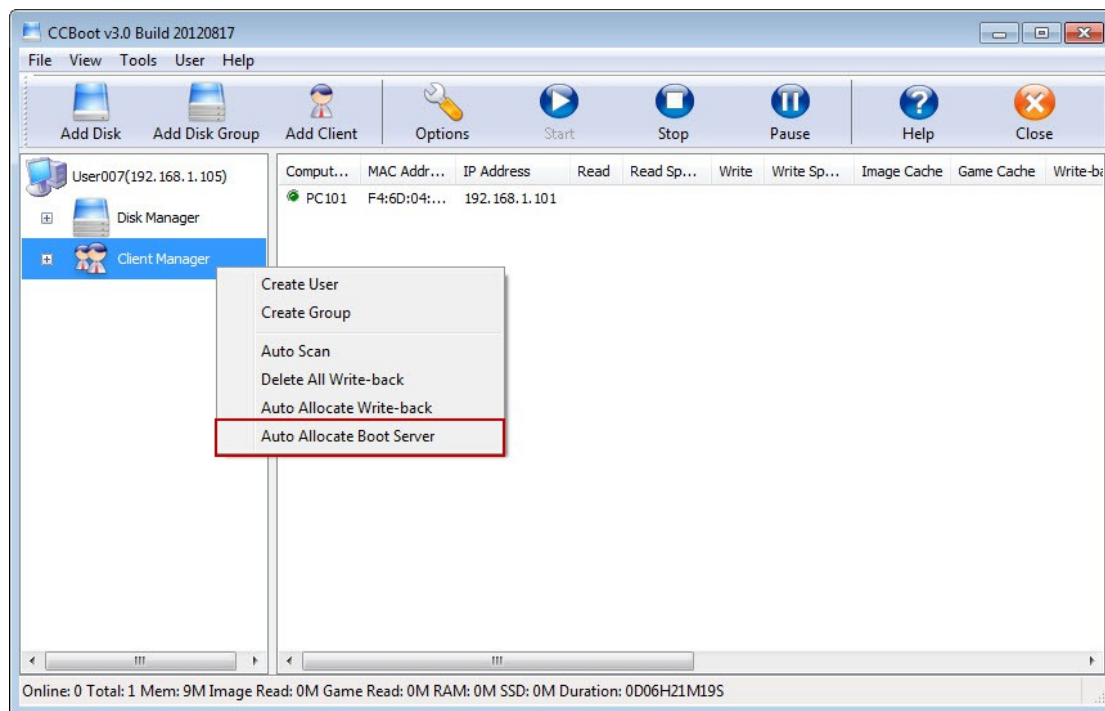 CCBoot v3.0 Build 20120817
File View Tools User Help
Add Disk Add Disk Group Add Client Options Start Stop Pause Help Close
User007(192.168.1.105)
Disk Manager
Client Manager
Comput... MAC Addr... IP Address Read Read Sp... Write Write Sp... Image Cache Game Cache Write-ba
PC101 F4:6D:04:... 192.168.1.101
Create User
Create Group
Auto Scan
Delete All Write-back
Auto Allocate Write-back
Auto Allocate Boot Server
Online: 0 Total: 1 Mem: 9M Image Read: 0M Game Read: 0M RAM: 0M SSD: 0M Duration: 0D06H21M19S